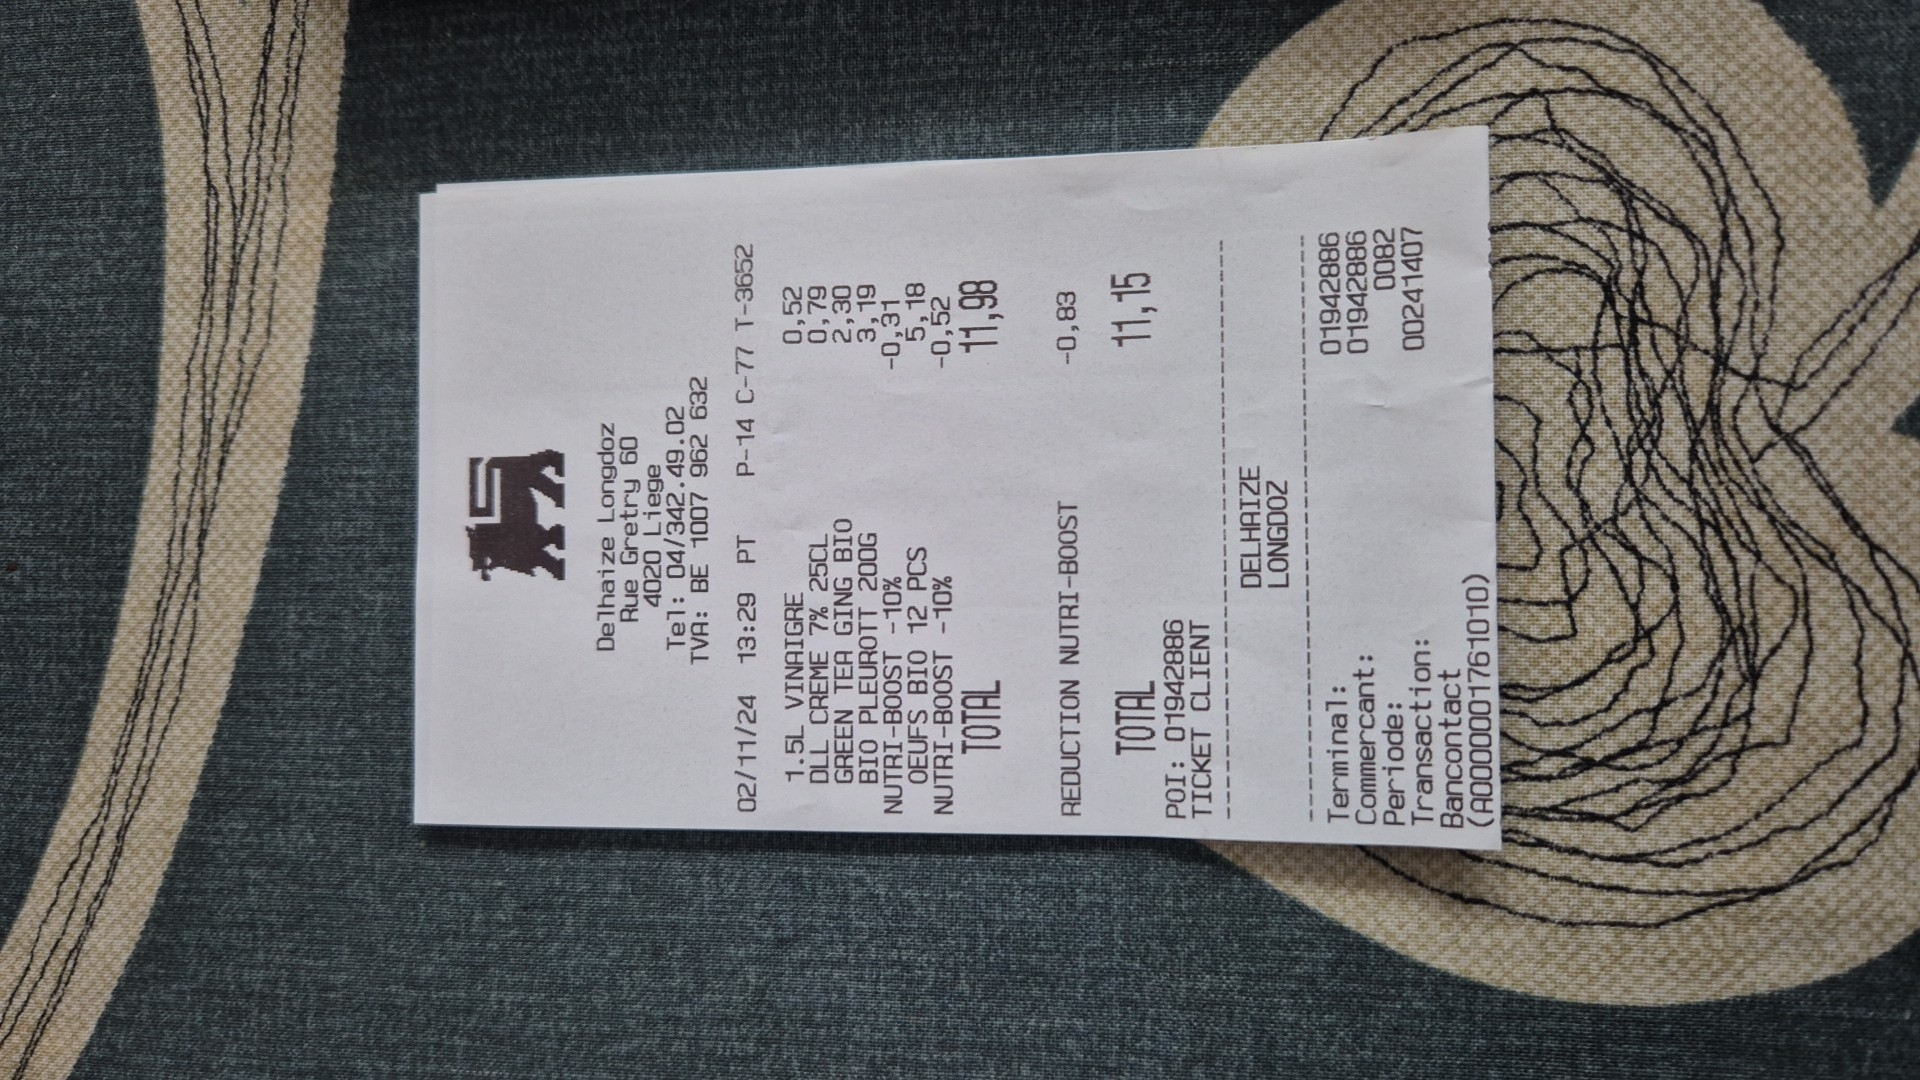 Delhaize Longdoz
Rue Gretry 60
4020 Liege
Tel: 04/342.49.02
TVA: BE 1007 962 632
02/11/24 13:29 PT P-14 C-77 T-3652
1.5L VINAIGRE 0,52
DLL CREME 7% 25CL 0,79
GREEN TEA GING BIO 2,30
BIO PLEUROTT 200G 3,19
NUTRI-BOOST -10% -0,31
OEUFS BIO 12 PCS 5,18
NUTRI-BOOST -10% -0,52
TOTAL 11,98
REDUCTION NUTRI-BOOST -0,83
TOTAL 11,15
POI: 01942886
TICKET CLIENT
DELHAIZE
LONGDOZ
Terminal: 01942886
Commercant: 01942886
Periode: 0082
Transaction: 00241407
Bancontact
(A0000001761010)